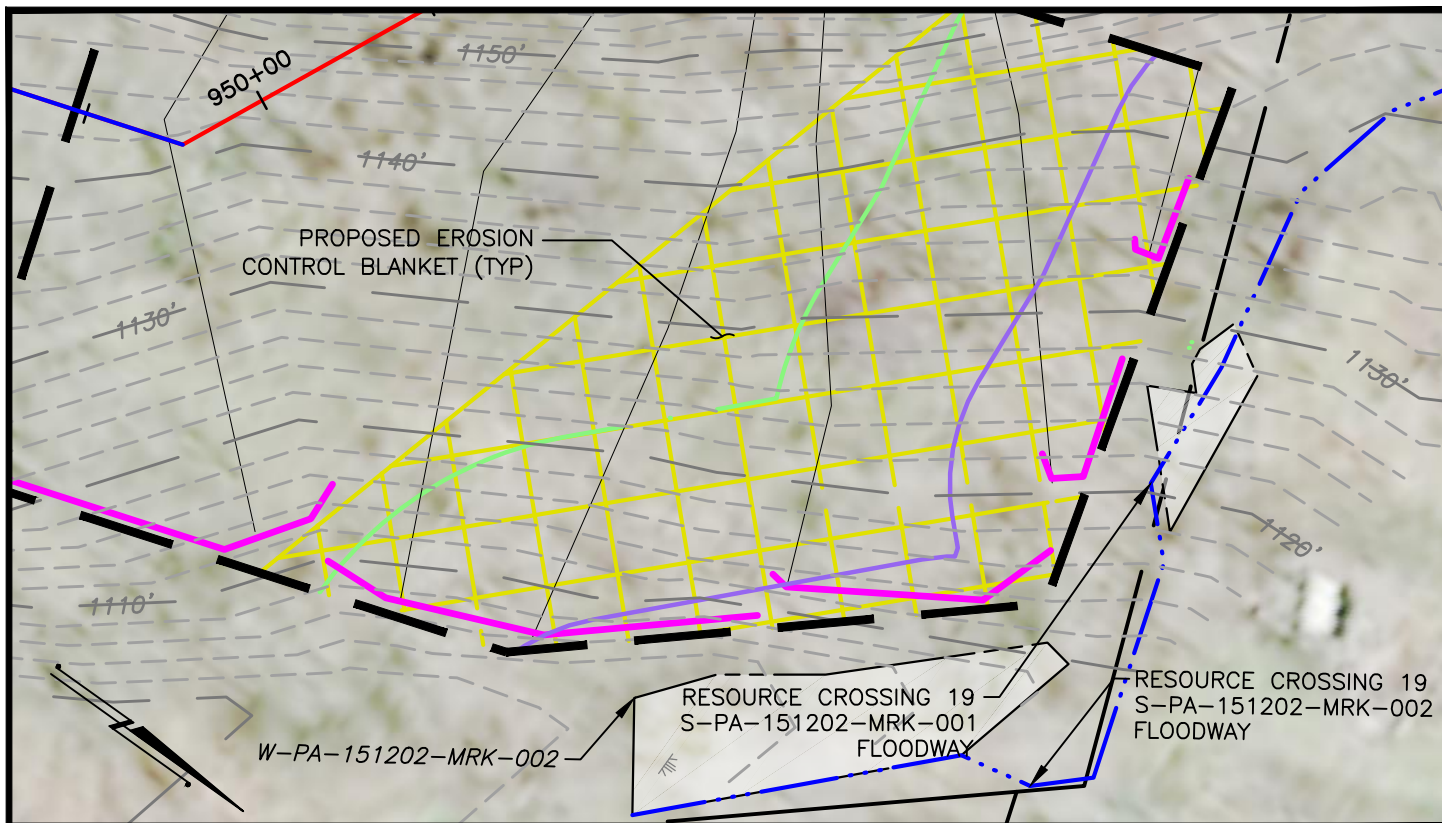 1150'
950+00
1140'
PROPOSED EROSION
CONTROL BLANKET (TYP)
1130'
1130'
1120'
1110'
RESOURCE CROSSING 19
S-PA-151202-MRK-001
FLOODWAY
RESOURCE CROSSING 19
S-PA-151202-MRK-002
FLOODWAY
W-PA-151202-MRK-002